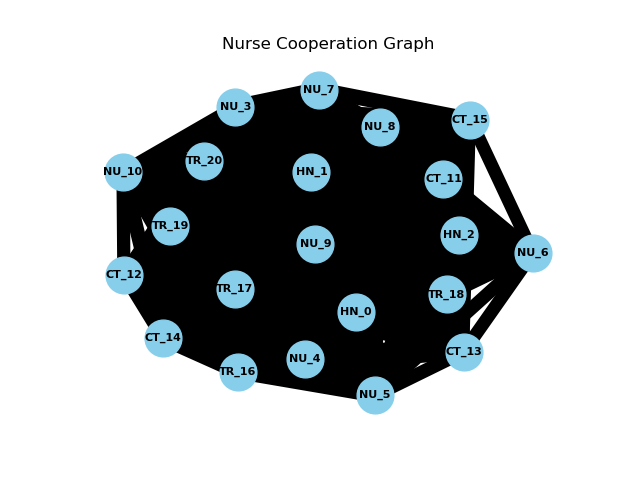 Nurse Cooperation Graph
NU_7
NU_3
CT_15
NU_8
TR_20
NU_10
HN_1
CT_11
TR_19
HN_2
NU_9
NU_6
CT_12
TR_17
TR_18
HN_0
CT_14
CT_13
NU_4
TR_16
NU_5